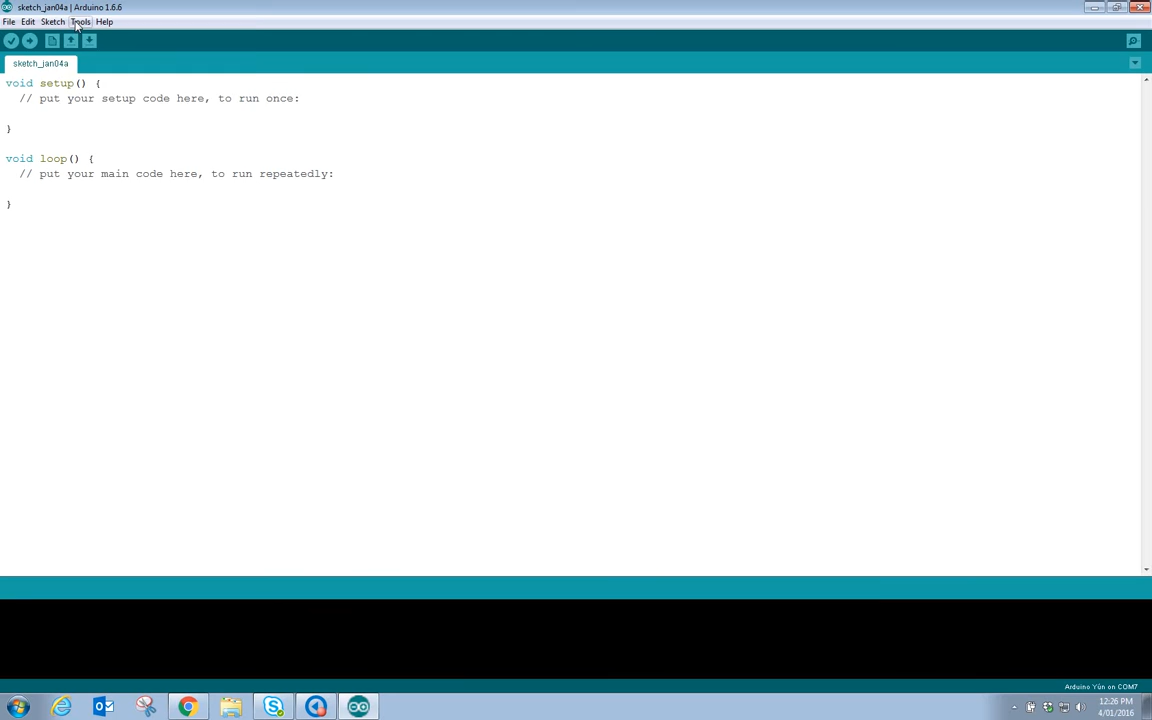 sketch_jan04a | Arduino 1.6.6
File Edit Sketch Tools Help
sketch_jan04a
void setup() {
// put your setup code here, to run once:
}
void loop() {
// put your main code here, to run repeatedly:
}
Arduino Yún on COM7
12:26 PM
4/01/2016